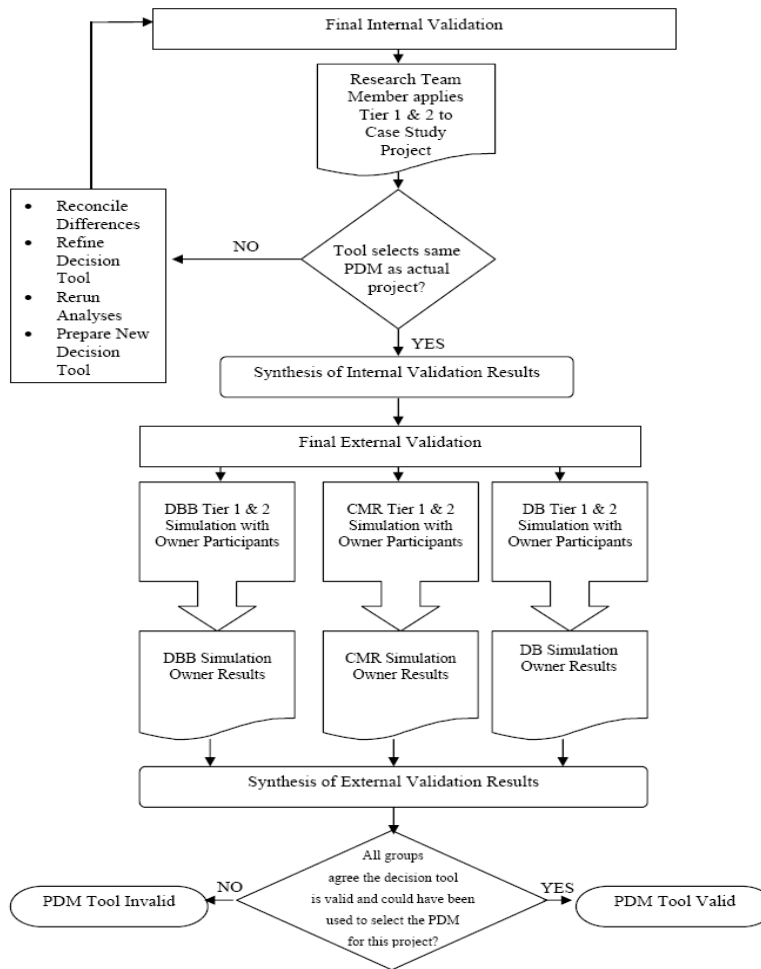 Final Internal Validation
Research Team
Member applies
Tier 1 & 2 to
Case Study
Project
• Reconcile
Differences
• Refine
Decision
Tool
• Rerun
Analyses
• Prepare New
Decision
Tool
NO
Tool selects same
PDM as actual
project?
YES
Synthesis of Internal Validation Results
Final External Validation
DBB Tier 1 & 2
Simulation with
Owner Participants
CMR Tier 1 & 2
Simulation with
Owner Participants
DB Tier 1 & 2
Simulation with
Owner Participants
DBB Simulation
Owner Results
CMR Simulation
Owner Results
DB Simulation
Owner Results
Synthesis of External Validation Results
All groups
agree the decision tool
is valid and could have been
used to select the PDM
for this project?
NO
YES
PDM Tool Invalid
PDM Tool Valid